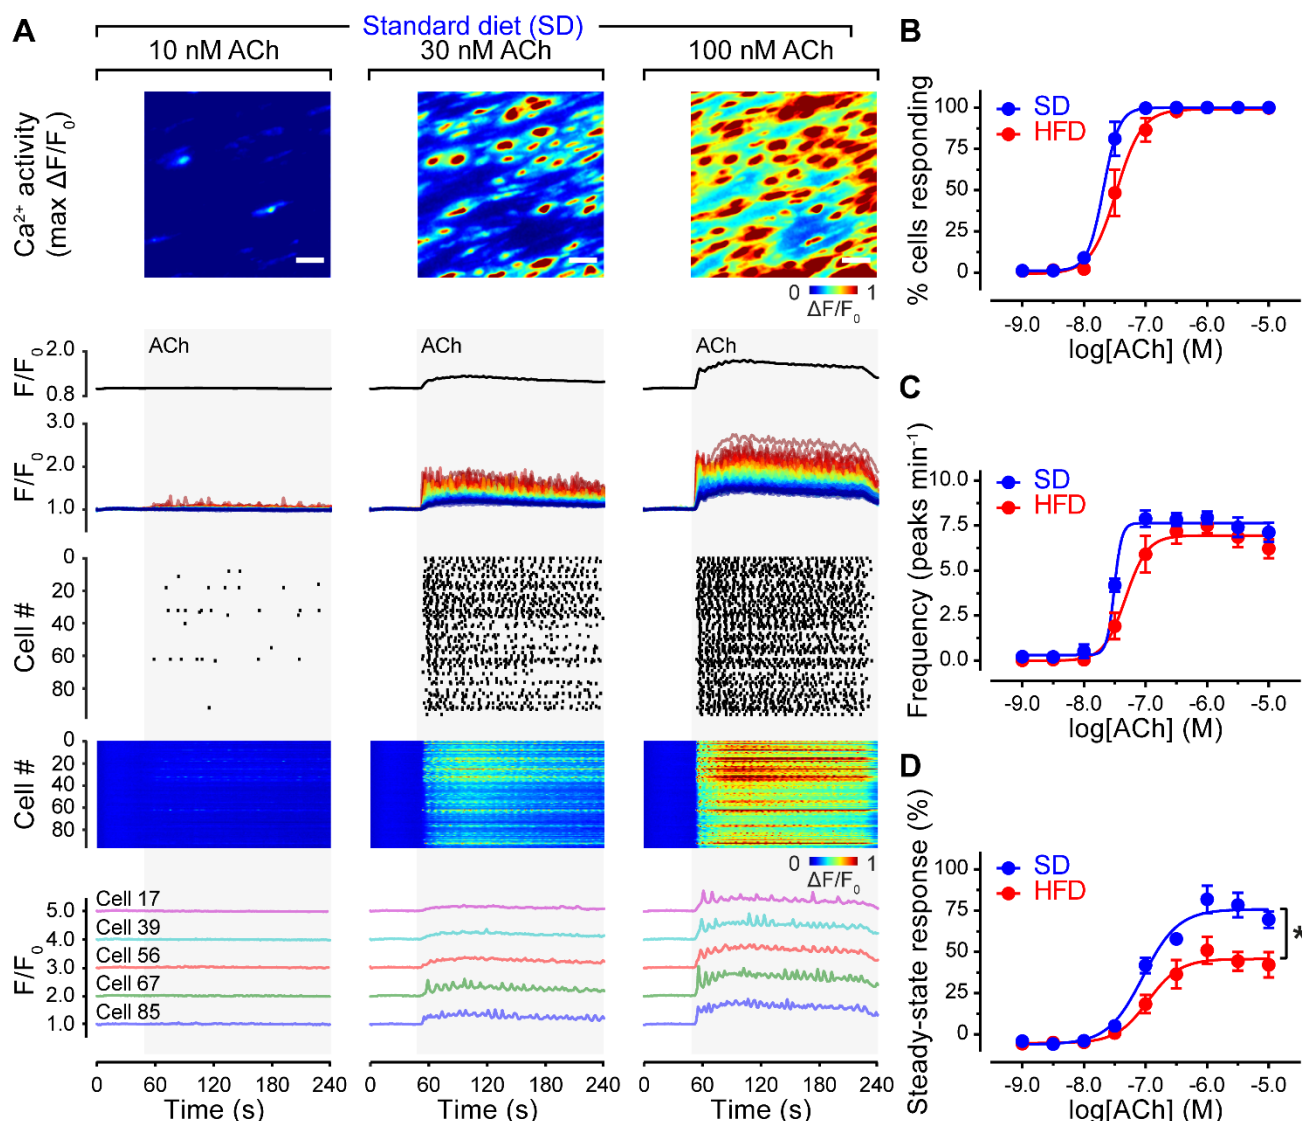 A
Standard diet (SD)
10 nM ACh
30 nM ACh
100 nM ACh
Ca²⁺ activity
(max ΔF/F₀)
0 1
ΔF/F₀
F/F₀
2.0
0.8
ACh
ACh
ACh
F/F₀
3.0
2.0
1.0
Cell #
0
20
40
60
80
Cell #
0
20
40
60
80
0 1
ΔF/F₀
F/F₀
5.0
4.0
3.0
2.0
1.0
Cell 17
Cell 39
Cell 56
Cell 67
Cell 85
0 60 120 180 240
0 60 120 180 240
0 60 120 180 240
Time (s)
Time (s)
Time (s)
B
% cells responding
100
75
50
25
0
SD
HFD
-9.0 -8.0 -7.0 -6.0 -5.0
log[ACh] (M)
C
Frequency (peaks min⁻¹)
10.0
7.5
5.0
2.5
0.0
SD
HFD
-9.0 -8.0 -7.0 -6.0 -5.0
log[ACh] (M)
D
Steady-state response (%)
100
75
50
25
0
SD
HFD
*
-9.0 -8.0 -7.0 -6.0 -5.0
log[ACh] (M)